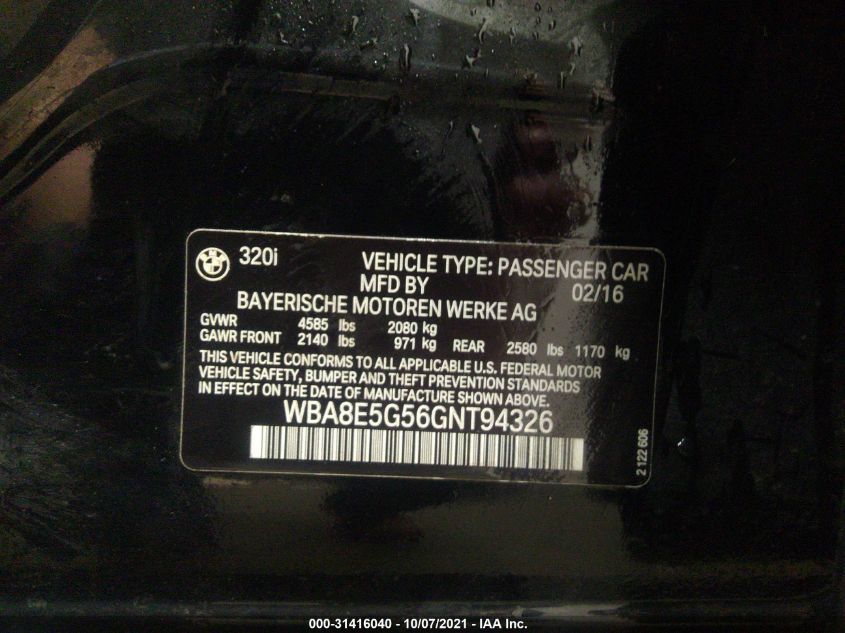 BMW
320i VEHICLE TYPE: PASSENGER CAR
MFD BY 02/16
BAYERISCHE MOTOREN WERKE AG
GVWR 4585 lbs 2080 kg
GAWR FRONT 2140 lbs 971 kg REAR 2580 lbs 1170 kg
THIS VEHICLE CONFORMS TO ALL APPLICABLE U.S. FEDERAL MOTOR
VEHICLE SAFETY, BUMPER AND THEFT PREVENTION STANDARDS
IN EFFECT ON THE DATE OF MANUFACTURE SHOWN ABOVE.
WBA8E5G56GNT94326
2 122 606
000-31416040 - 10/07/2021 - IAA Inc.